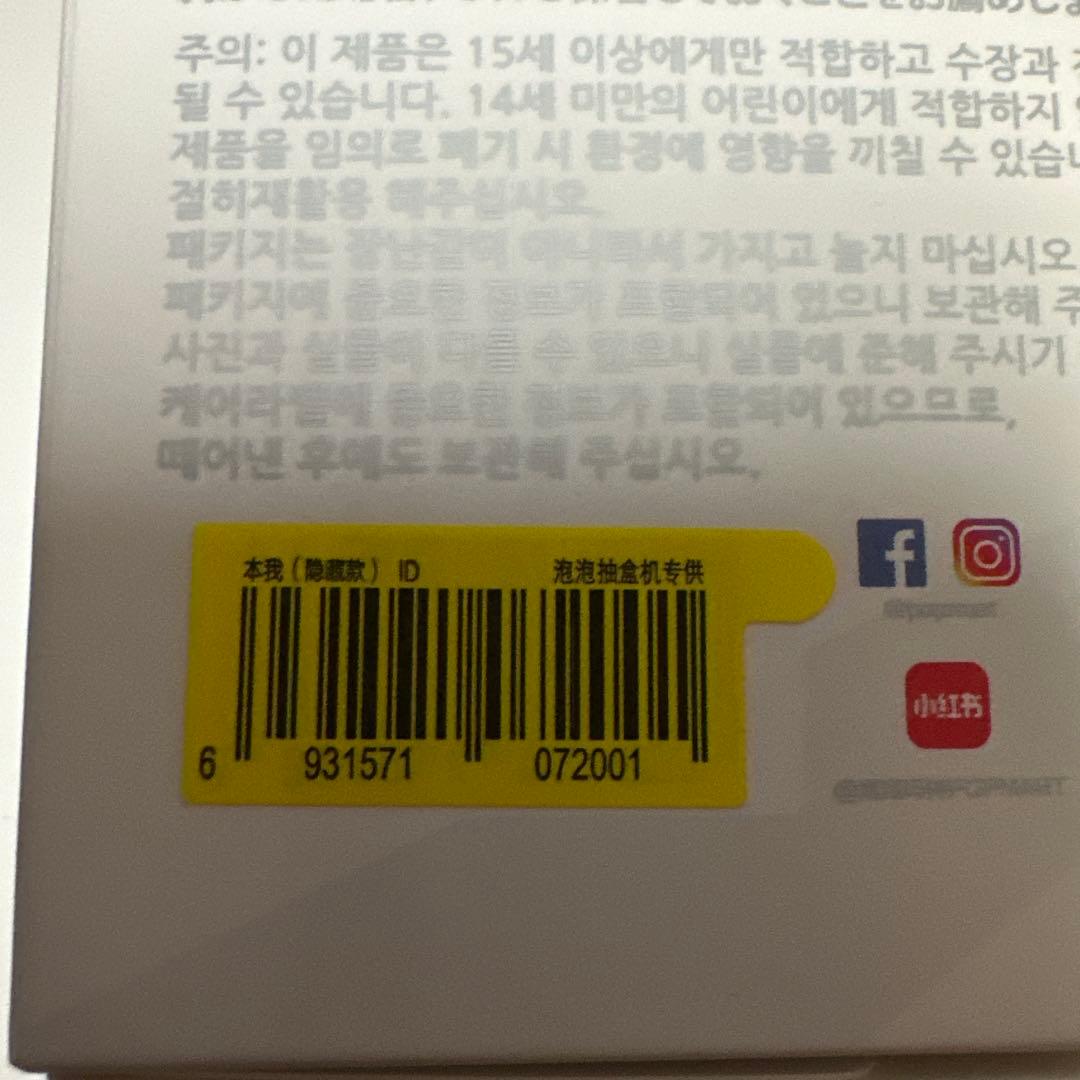 주의: 이 제품은 15세 이상에게만 적합하고 수장과
될 수 있습니다. 14세 미만의 어린이에게 적합하지
제품을 임의로 폐기 시 환경에 영향을 끼칠 수 있습니
절히재활용 해주십시오.
패키지는 장난감이 아니라서 가지고 놀지 마십시오
패키지에 중요한 정보가 포함되어 있으니 보관해 주
사진과 실물에 다를 수 있으니 실물에 준해 주시기
케어라벨에 중요한 정보가 포함되어 있으므로,
떼어낸 후에도 보관해 주십시오.
本我（隐藏款） ID 泡泡抽盒机专供
6 931571 072001
小红书